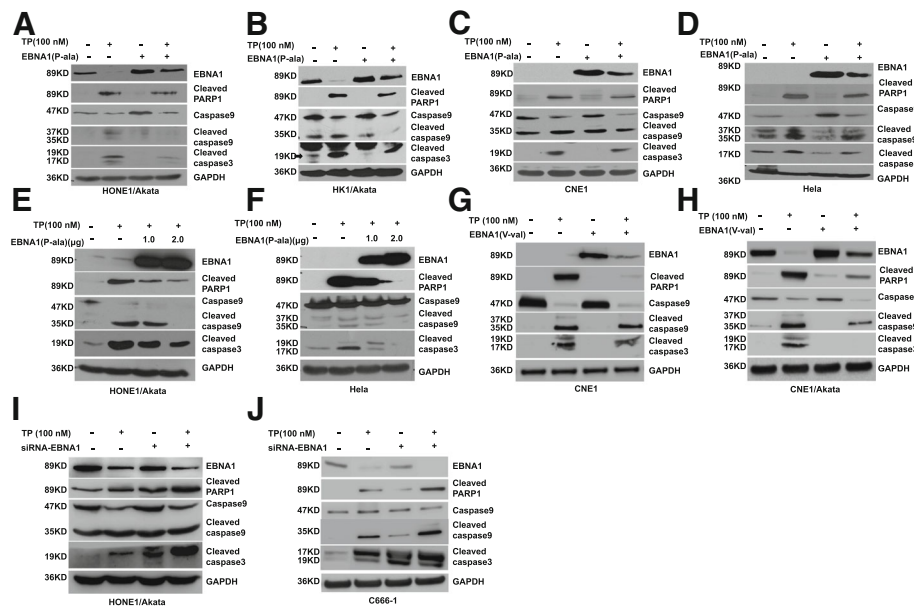 A
TP(100 nM) - + - +
EBNA1(P-ala) - - + +
89KD EBNA1
89KD Cleaved PARP1
47KD Caspase9
37KD
35KD Cleaved caspase9
19KD
17KD Cleaved caspase3
36KD GAPDH
HONE1/Akata
B
TP(100 nM) - + - +
EBNA1(P-ala) - - + +
89KD EBNA1
89KD Cleaved PARP1
47KD Caspase9
35KD Cleaved caspase9
19KD Cleaved caspase3
36KD GAPDH
HK1/Akata
C
TP(100 nM) - + - +
EBNA1(P-ala) - - + +
89KD EBNA1
89KD Cleaved PARP1
47KD Caspase9
35KD Cleaved caspase9
19KD Cleaved caspase3
36KD GAPDH
CNE1
D
TP(100 nM) - + - +
EBNA1(P-ala) - - + +
89KD EBNA1
89KD Cleaved PARP1
47KD
37KD
35KD Cleaved
17KD Cleaved
36KD GAPDH
Hela
E
TP(100 nM) - + + +
EBNA1(P-ala)(μg) - - 1.0 2.0
89KD EBNA1
89KD Cleaved PARP1
47KD Caspase9
35KD Cleaved caspase9
19KD Cleaved caspase3
36KD GAPDH
HONE1/Akata
F
TP(100 nM) - + + +
EBNA1(P-ala)(μg) - - 1.0 2.0
89KD EBNA1
89KD Cleaved PARP1
47KD Caspase9
37KD
35KD Cleaved caspase9
19KD
17KD Cleaved caspase3
36KD GAPDH
Hela
G
TP (100 nM) - + - +
EBNA1(V-val) - - + +
89KD EBNA1
89KD Cleaved PARP1
47KD Caspase9
37KD
35KD Cleaved caspase9
19KD
17KD Cleaved caspase3
36KD GAPDH
CNE1
H
TP (100 nM) - + - +
EBNA1(V-val) - - + +
89KD EBNA1
89KD Cleaved PARP1
47KD
37KD
35KD Cleaved
19KD
17KD Cleaved caspase3
36KD GAPDH
CNE1/Akata
I
TP (100 nM) - + - +
siRNA-EBNA1 - - + +
89KD EBNA1
89KD Cleaved PARP1
47KD Caspase9
35KD Cleaved caspase9
19KD Cleaved caspase3
36KD GAPDH
HONE1/Akata
J
TP (100 nM) - + - +
siRNA-EBNA1 - - + +
89KD EBNA1
89KD Cleaved PARP1
47KD Caspase9
35KD Cleaved caspase9
17KD
19KD Cleaved caspase3
36KD GAPDH
C666-1